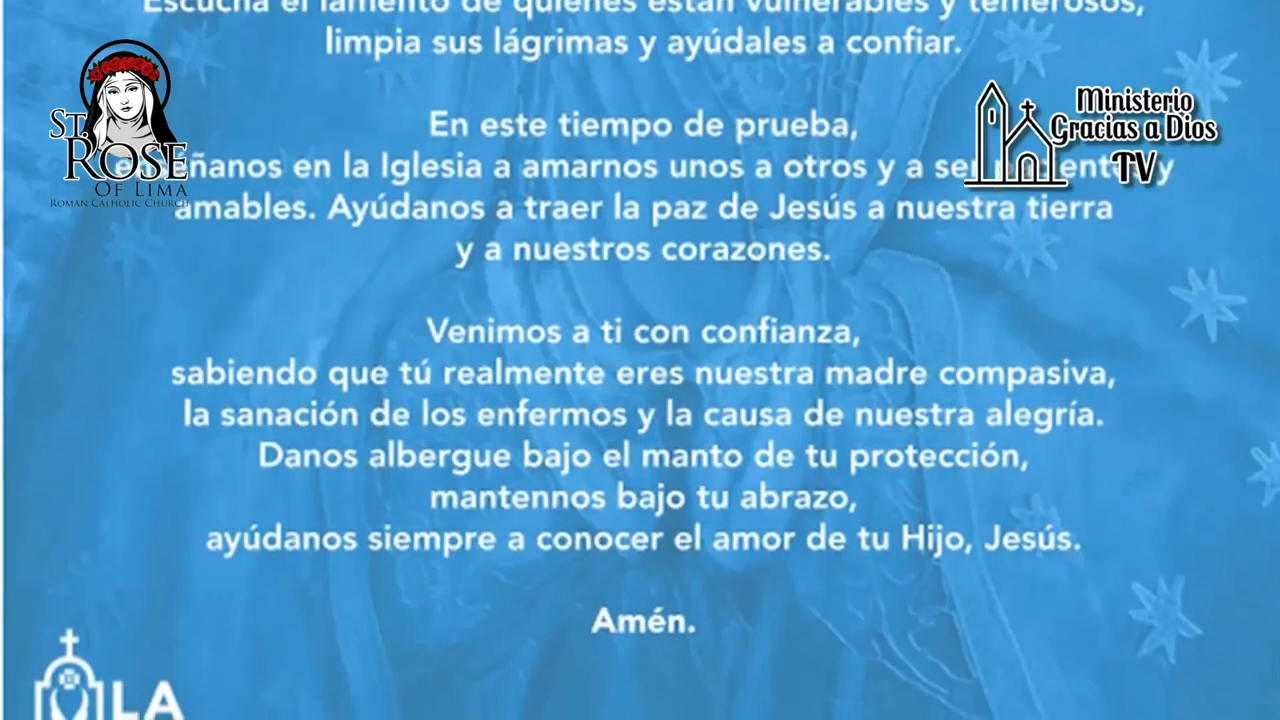 Escucha el lamento de quienes están vulnerables y temerosos,
limpia sus lágrimas y ayúdales a confiar.
ST.
ROSE
OF LIMA
ROMAN CATHOLIC CHURCH
Ministerio
Gracias a Dios
TV
En este tiempo de prueba,
en la Iglesia a amarnos unos a otros y a ser y
amables. Ayúdanos a traer la paz de Jesús a nuestra tierra
y a nuestros corazones.
Venimos a ti con confianza,
sabiendo que tú realmente eres nuestra madre compasiva,
la sanación de los enfermos y la causa de nuestra alegría.
Danos albergue bajo el manto de tu protección,
mantennos bajo tu abrazo,
ayúdanos siempre a conocer el amor de tu Hijo, Jesús.
Amén.
LA